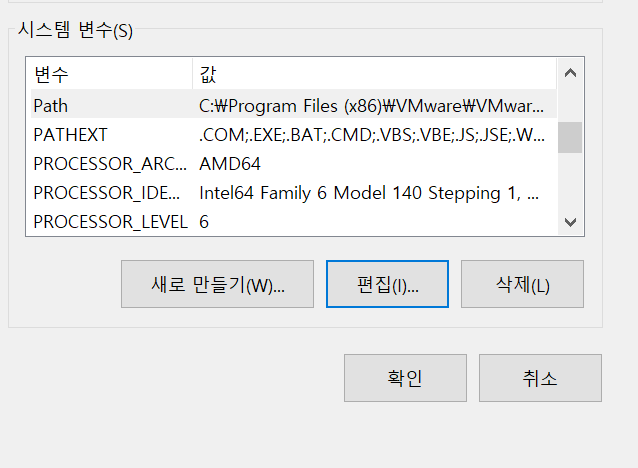 시스템 변수(S)
변수 값
Path C:₩Program Files (x86)₩VMware₩VMwar...
PATHEXT .COM;.EXE;.BAT;.CMD;.VBS;.VBE;.JS;.JSE;.W...
PROCESSOR_ARC... AMD64
PROCESSOR_IDE... Intel64 Family 6 Model 140 Stepping 1, ...
PROCESSOR_LEVEL 6
새로 만들기(W)... 편집(I)... 삭제(L)
확인 취소